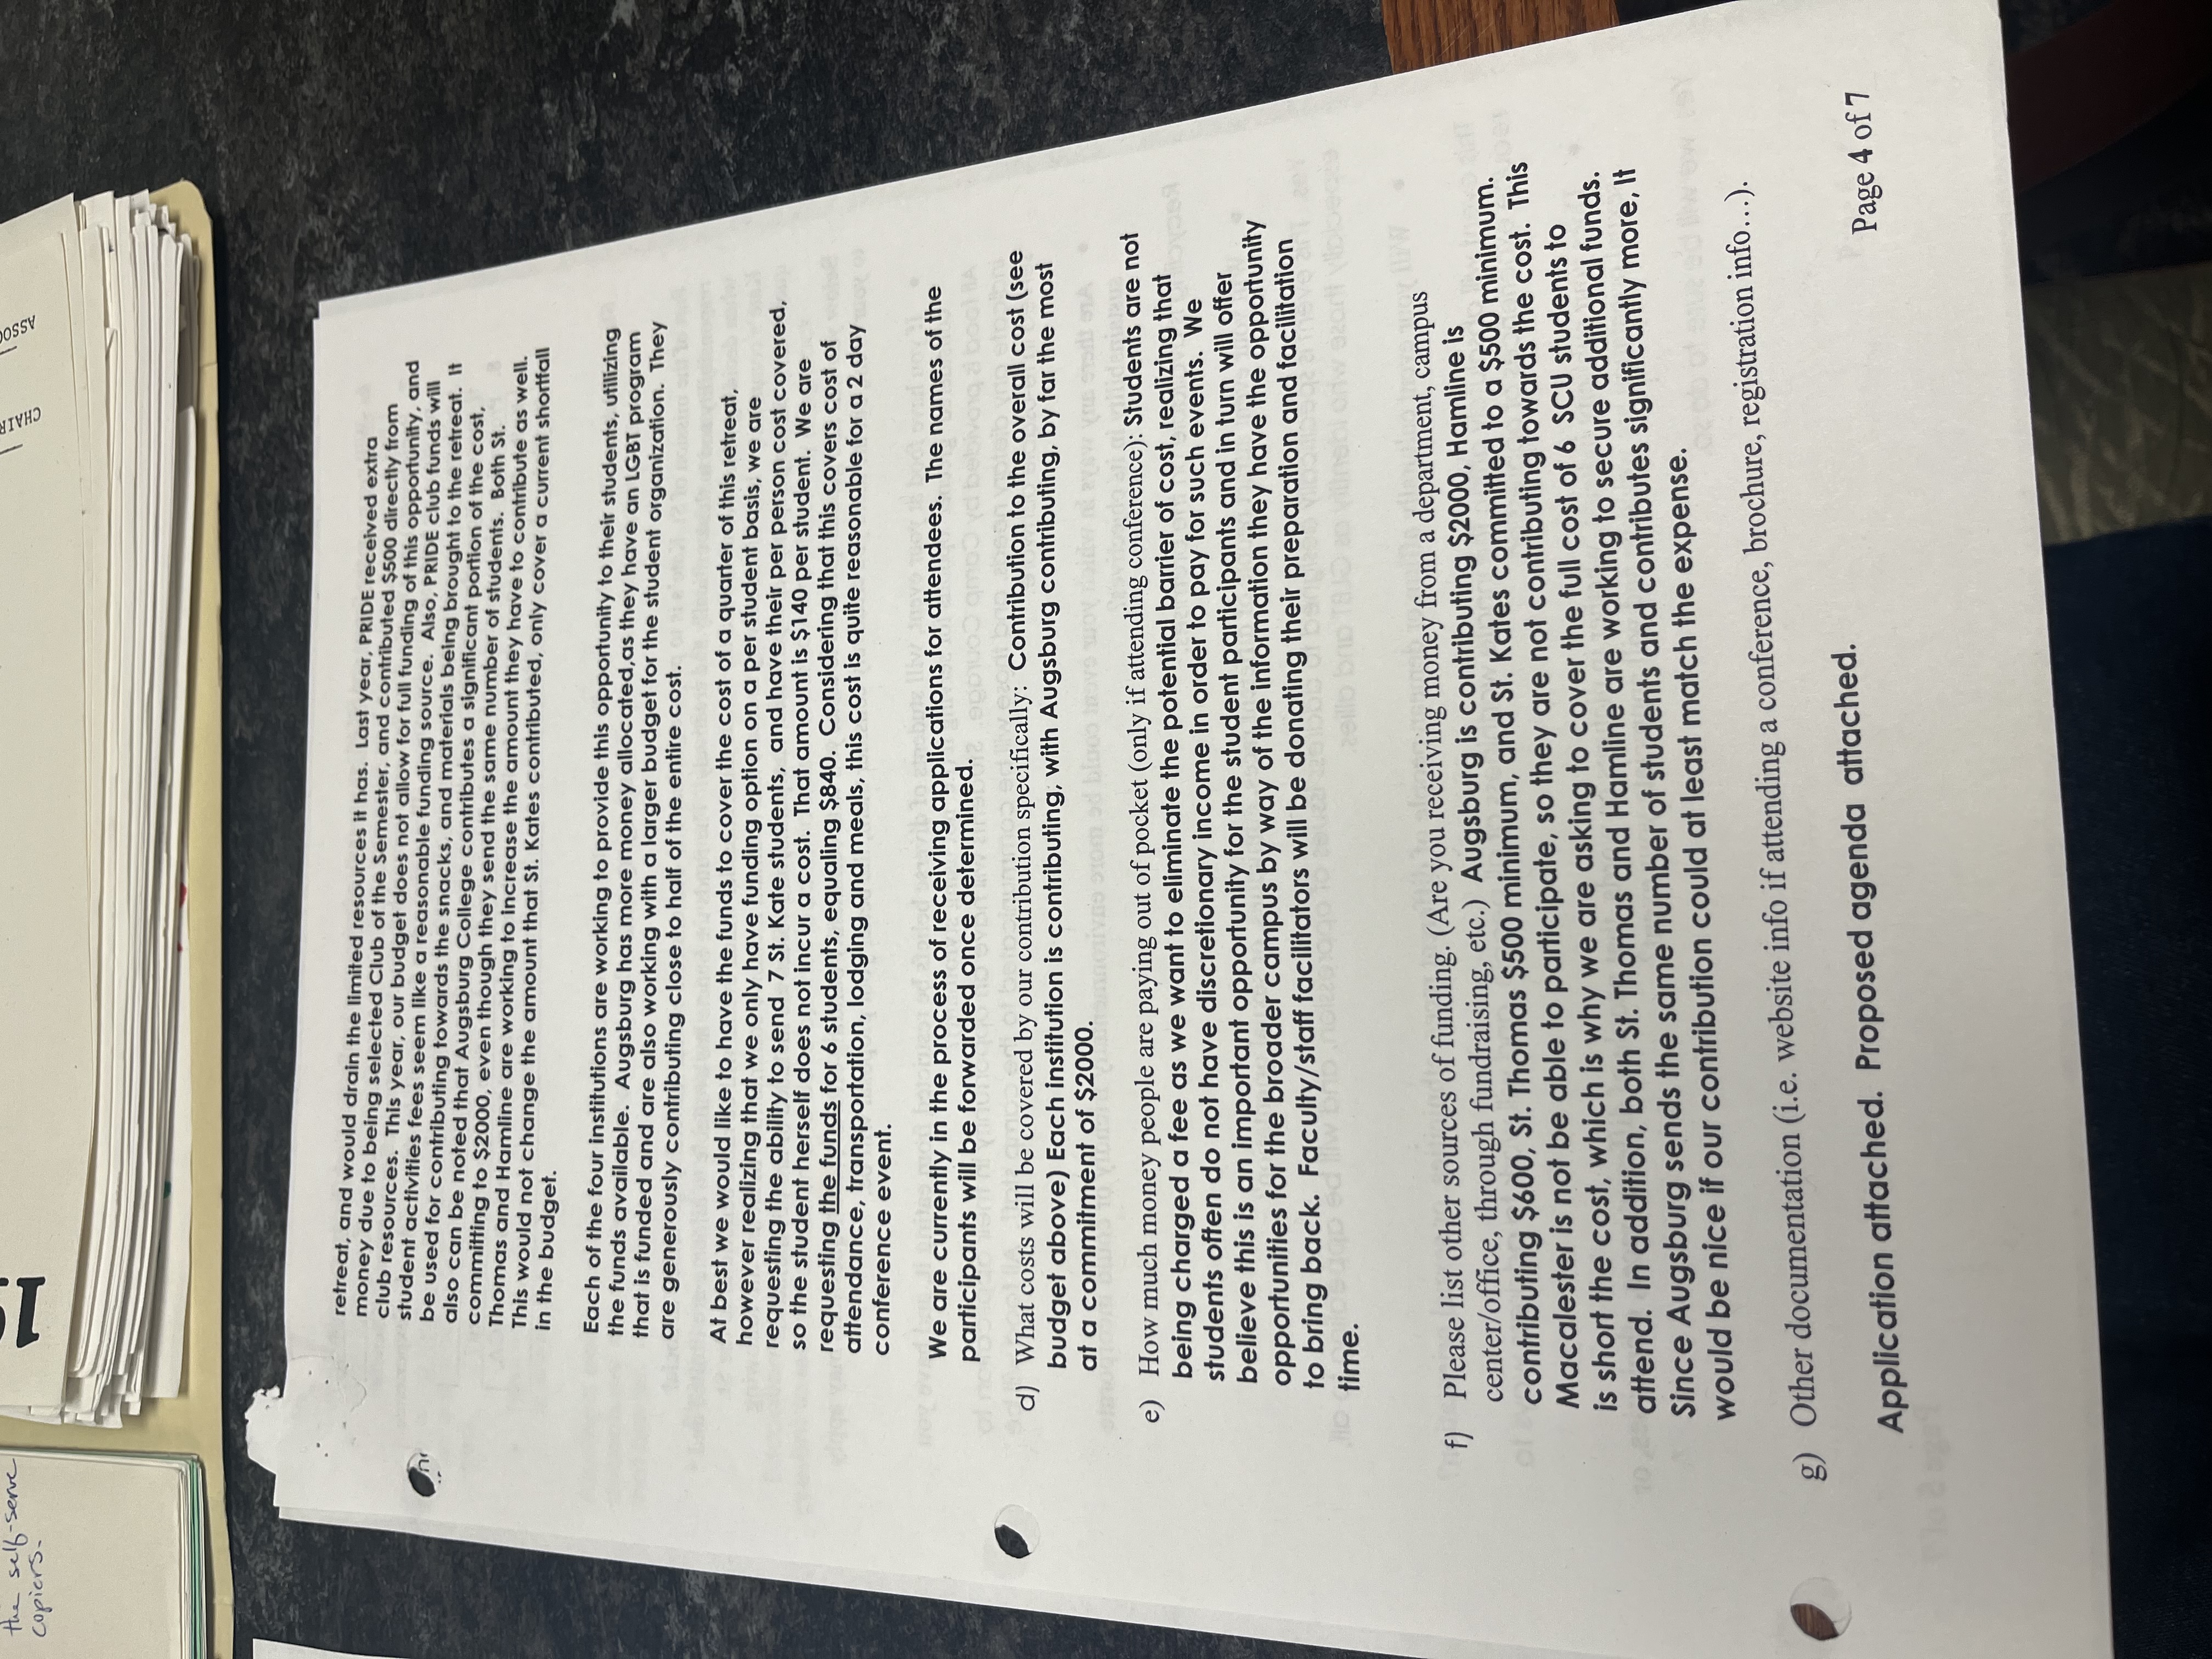 the self-serve
copiers.
19
CHAIR
ASSOC
retreat, and would drain the limited resources it has. Last year, PRIDE received extra
money due to being selected Club of the Semester, and contributed $500 directly from
club resources. This year, our budget does not allow for full funding of this opportunity, and
student activities fees seem like a reasonable funding source. Also, PRIDE club funds will
be used for contributing towards the snacks, and materials being brought to the retreat. It
also can be noted that Augsburg College contributes a significant portion of the cost,
committing to $2000, even though they send the same number of students. Both St.
Thomas and Hamline are working to increase the amount they have to contribute as well.
This would not change the amount that St. Kates contributed, only cover a current shortfall
in the budget.
Each of the four institutions are working to provide this opportunity to their students, utilizing
the funds available. Augsburg has more money allocated,as they have an LGBT program
that is funded and are also working with a larger budget for the student organization. They
are generously contributing close to half of the entire cost.
At best we would like to have the funds to cover the cost of a quarter of this retreat,
however realizing that we only have funding option on a per student basis, we are
requesting the ability to send 7 St. Kate students, and have their per person cost covered,
so the student herself does not incur a cost. That amount is $140 per student. We are
requesting the funds for 6 students, equaling $840. Considering that this covers cost of
attendance, transportation, lodging and meals, this cost is quite reasonable for a 2 day
conference event.
We are currently in the process of receiving applications for attendees. The names of the
participants will be forwarded once determined.
d) What costs will be covered by our contribution specifically: Contribution to the overall cost (see
budget above) Each institution is contributing, with Augsburg contributing, by far the most
at a commitment of $2000.
e) How much money people are paying out of pocket (only if attending conference): Students are not
being charged a fee as we want to eliminate the potential barrier of cost, realizing that
students often do not have discretionary income in order to pay for such events. We
believe this is an important opportunity for the student participants and in turn will offer
opportunities for the broader campus by way of the information they have the opportunity
to bring back. Faculty/staff facilitators will be donating their preparation and facilitation
time.
f) Please list other sources of funding. (Are you receiving money from a department, campus
center/office, through fundraising, etc.) Augsburg is contributing $2000, Hamline is
contributing $600, St. Thomas $500 minimum, and St. Kates committed to a $500 minimum.
Macalester is not be able to participate, so they are not contributing towards the cost. This
is short the cost, which is why we are asking to cover the full cost of 6 SCU students to
attend. In addition, both St. Thomas and Hamline are working to secure additional funds.
Since Augsburg sends the same number of students and contributes significantly more, It
would be nice if our contribution could at least match the expense.
g) Other documentation (i.e. website info if attending a conference, brochure, registration info…).
Application attached. Proposed agenda attached.
Page 4 of 7